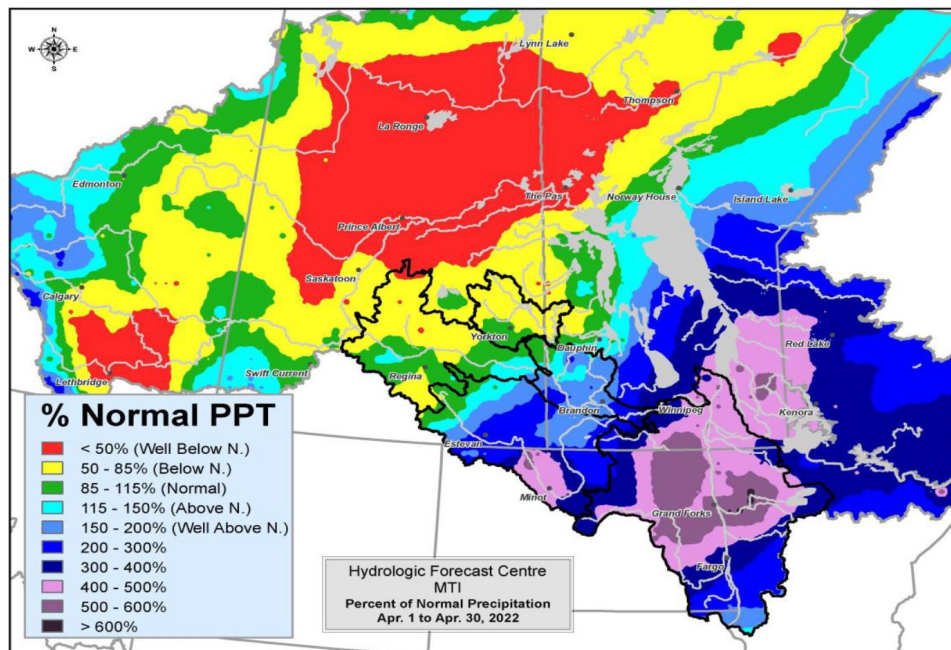 N
W E
S
Lynn Lake
Thompson
La Ronge
Edmonton
The Pas
Norway House
Island Lake
Prince Albert
Saskatoon
Calgary
Yorkton
Dauphin
Red Lake
Lethbridge
Swift Current
Regina
Brandon
Winnipeg
Kenora
Estevan
Minot
Grand Forks
Fargo
% Normal PPT
< 50% (Well Below N.)
50 - 85% (Below N.)
85 - 115% (Normal)
115 - 150% (Above N.)
150 - 200% (Well Above N.)
200 - 300%
300 - 400%
400 - 500%
500 - 600%
> 600%
Hydrologic Forecast Centre
MTI
Percent of Normal Precipitation
Apr. 1 to Apr. 30, 2022